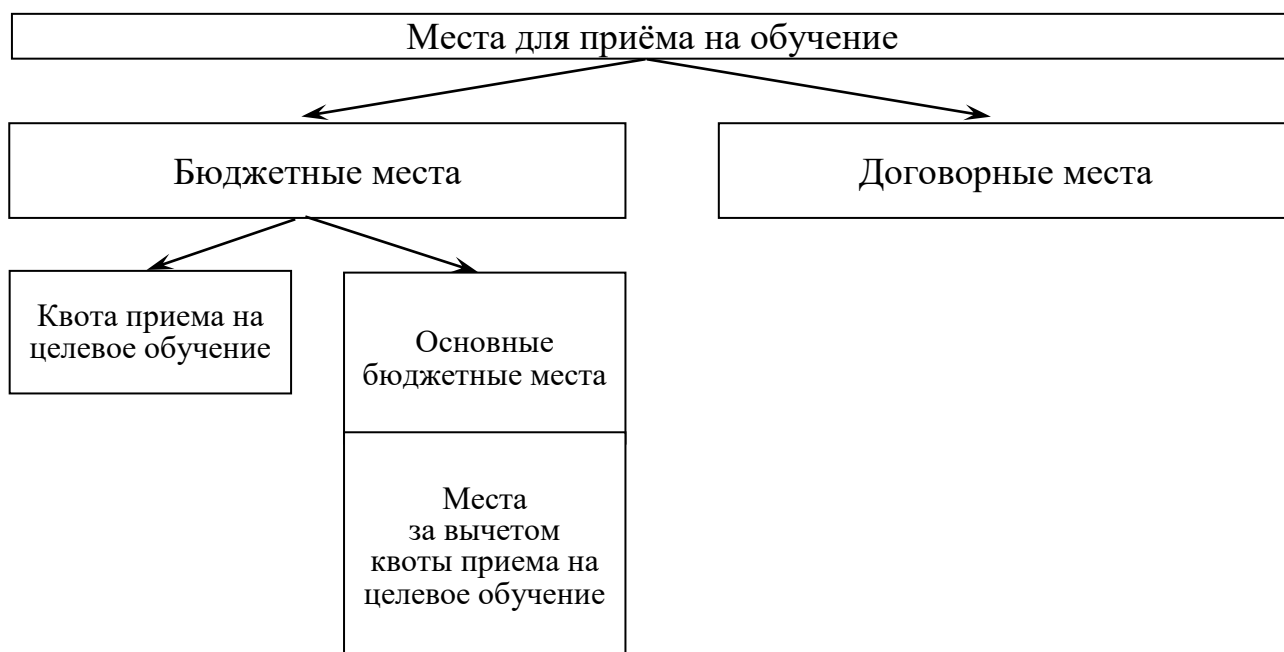 Места для приёма на обучение
Бюджетные места
Договорные места
Квота приема на
целевое обучение
Основные
бюджетные места
Места
за вычетом
квоты приема на
целевое обучение